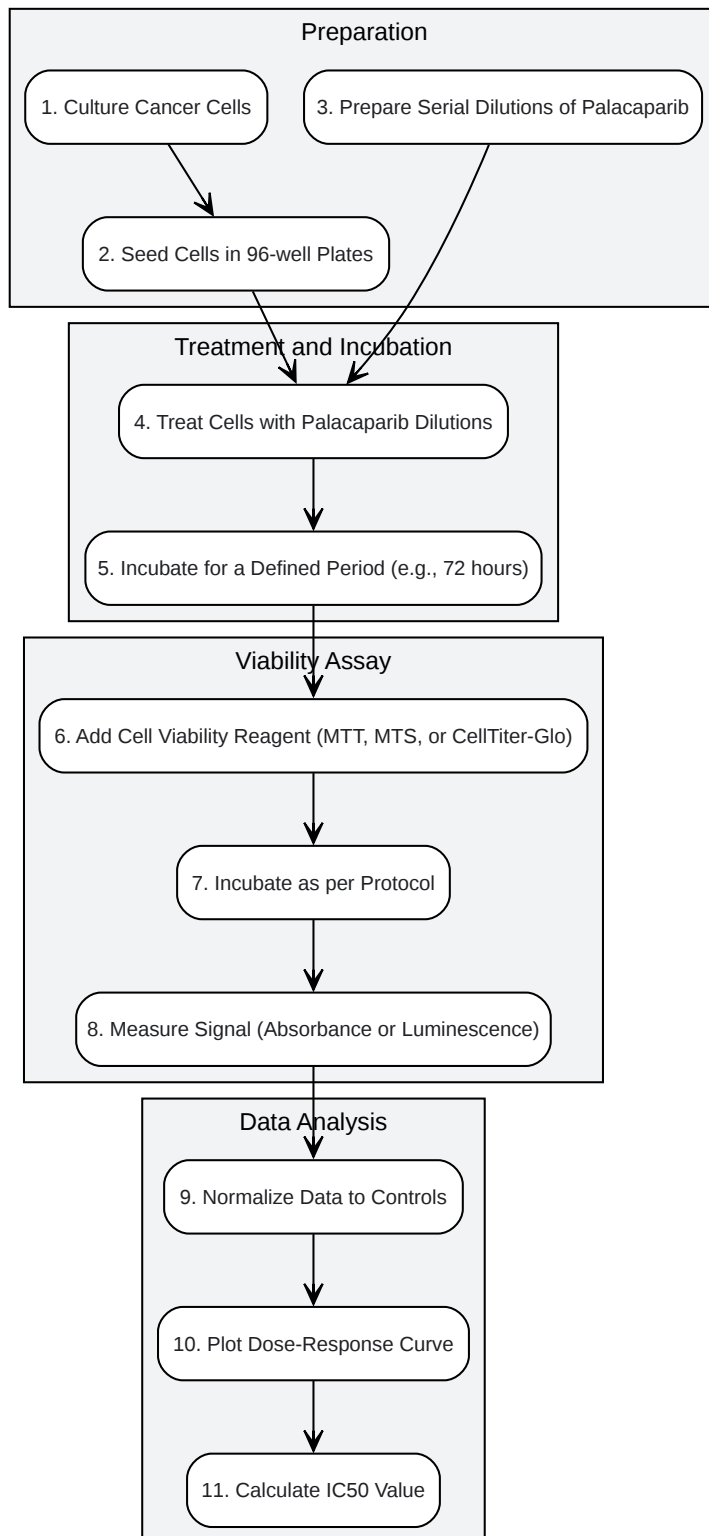 Preparation
1. Culture Cancer Cells
3. Prepare Serial Dilutions of Palacaparib
2. Seed Cells in 96-well Plates
Treatment and Incubation
4. Treat Cells with Palacaparib Dilutions
5. Incubate for a Defined Period (e.g., 72 hours)
Viability Assay
6. Add Cell Viability Reagent (MTT, MTS, or CellTiter-Glo)
7. Incubate as per Protocol
8. Measure Signal (Absorbance or Luminescence)
Data Analysis
9. Normalize Data to Controls
10. Plot Dose-Response Curve
11. Calculate IC50 Value